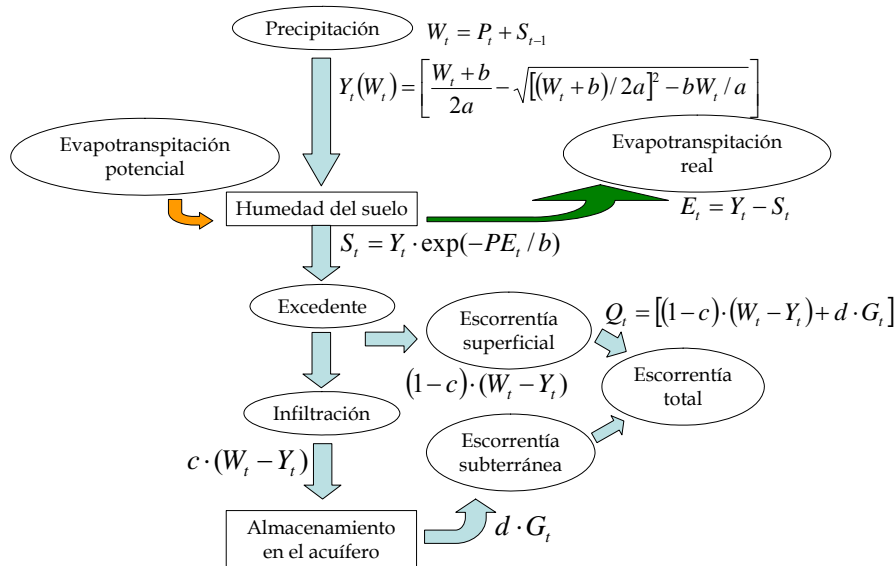 Precipitación
W_t = P_t + S_{t-1}
Y_t(W_t) = [ (W_t + b)/2a − √([(W_t + b)/2a]² − bW_t/a) ]
Evapotranspitación
potencial
Evapotranspitación
real
E_t = Y_t − S_t
Humedad del suelo
S_t = Y_t · exp(−PE_t/b)
Excedente
Escorrentía
superficial
Q_t = [(1−c)·(W_t − Y_t) + d·G_t]
(1−c)·(W_t − Y_t)
Escorrentía
total
Infiltración
c·(W_t − Y_t)
Escorrentía
subterránea
Almacenamiento
en el acuífero
d·G_t